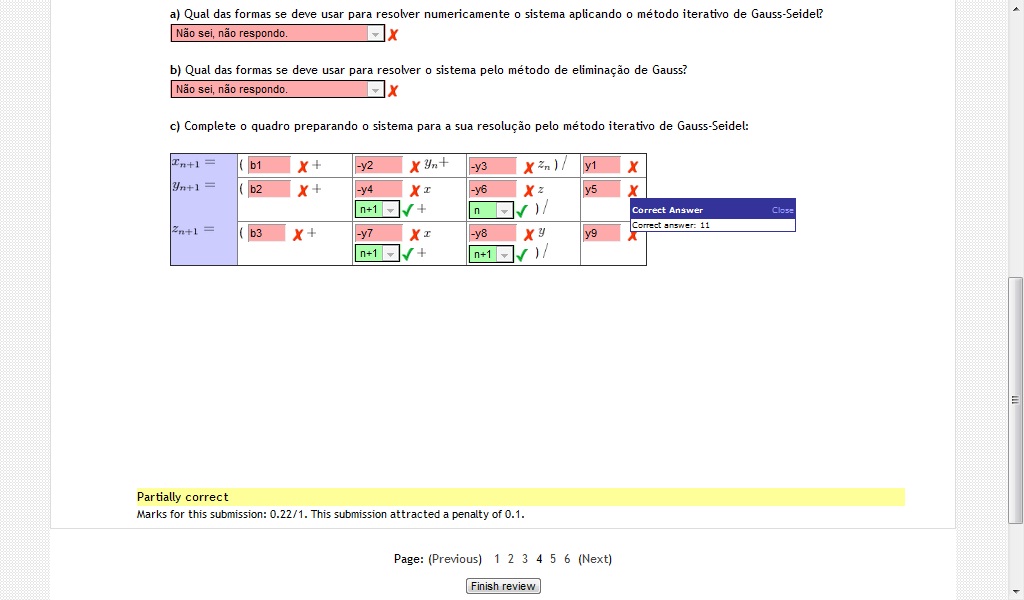 a) Qual das formas se deve usar para resolver numericamente o sistema aplicando o método iterativo de Gauss-Seidel?
Não sei, não respondo. ✗
b) Qual das formas se deve usar para resolver o sistema pelo método de eliminação de Gauss?
Não sei, não respondo. ✗
c) Complete o quadro preparando o sistema para a sua resolução pelo método iterativo de Gauss-Seidel:
xn+1 = ( b1 ✗ + -y2 ✗ yn+ -y3 ✗ zn ) / y1 ✗
yn+1 = ( b2 ✗ + -y4 ✗ x -y6 ✗ z y5 ✗
n+1 ✓ + n ✓ ) /
Correct Answer Close
Correct answer: 11
zn+1 = ( b3 ✗ + -y7 ✗ x -y8 ✗ y y9 ✗
n+1 ✓ + n+1 ✓ ) /
Partially correct
Marks for this submission: 0.22/1. This submission attracted a penalty of 0.1.
Page: (Previous) 1 2 3 4 5 6 (Next)
Finish review